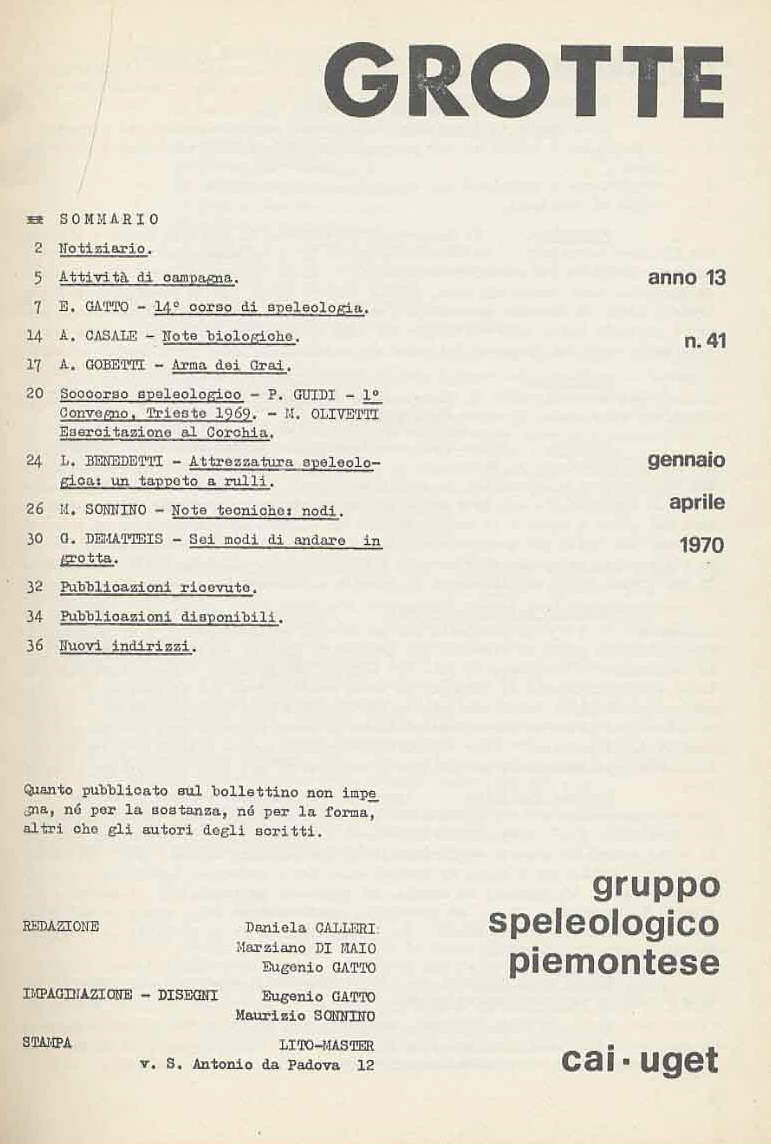 GROTTE
SOMMARIO
2 Notiziario.
5 Attività di campagna.
7 E. GATTO - 14° corso di speleologia.
14 A. CASALE - Note biologiche.
17 A. GOBETTI - Arma dei Grai.
20 Soccorso speleologico - P. GUIDI - 1°
Convegno, Trieste 1969. - M. OLIVETTI
Esercitazione al Corchia.
24 L. BENEDETTI - Attrezzatura speleolo-
gica: un tappeto a rulli.
26 M. SONNINO - Note tecniche: nodi.
30 G. DEMATTEIS - Sei modi di andare in
grotta.
32 Pubblicazioni ricevute.
34 Pubblicazioni disponibili.
36 Nuovi indirizzi.
anno 13
n. 41
gennaio
aprile
1970
Quanto pubblicato sul bollettino non impe
gna, né per la sostanza, né per la forma,
altri che gli autori degli scritti.
REDAZIONE Daniela CALLERI
Marziano DI MAIO
Eugenio GATTO
IMPAGINAZIONE - DISEGNI Eugenio GATTO
Maurizio SONNINO
STAMPA LITO-MASTER
v. S. Antonio da Padova 12
gruppo
speleologico
piemontese
cai · uget